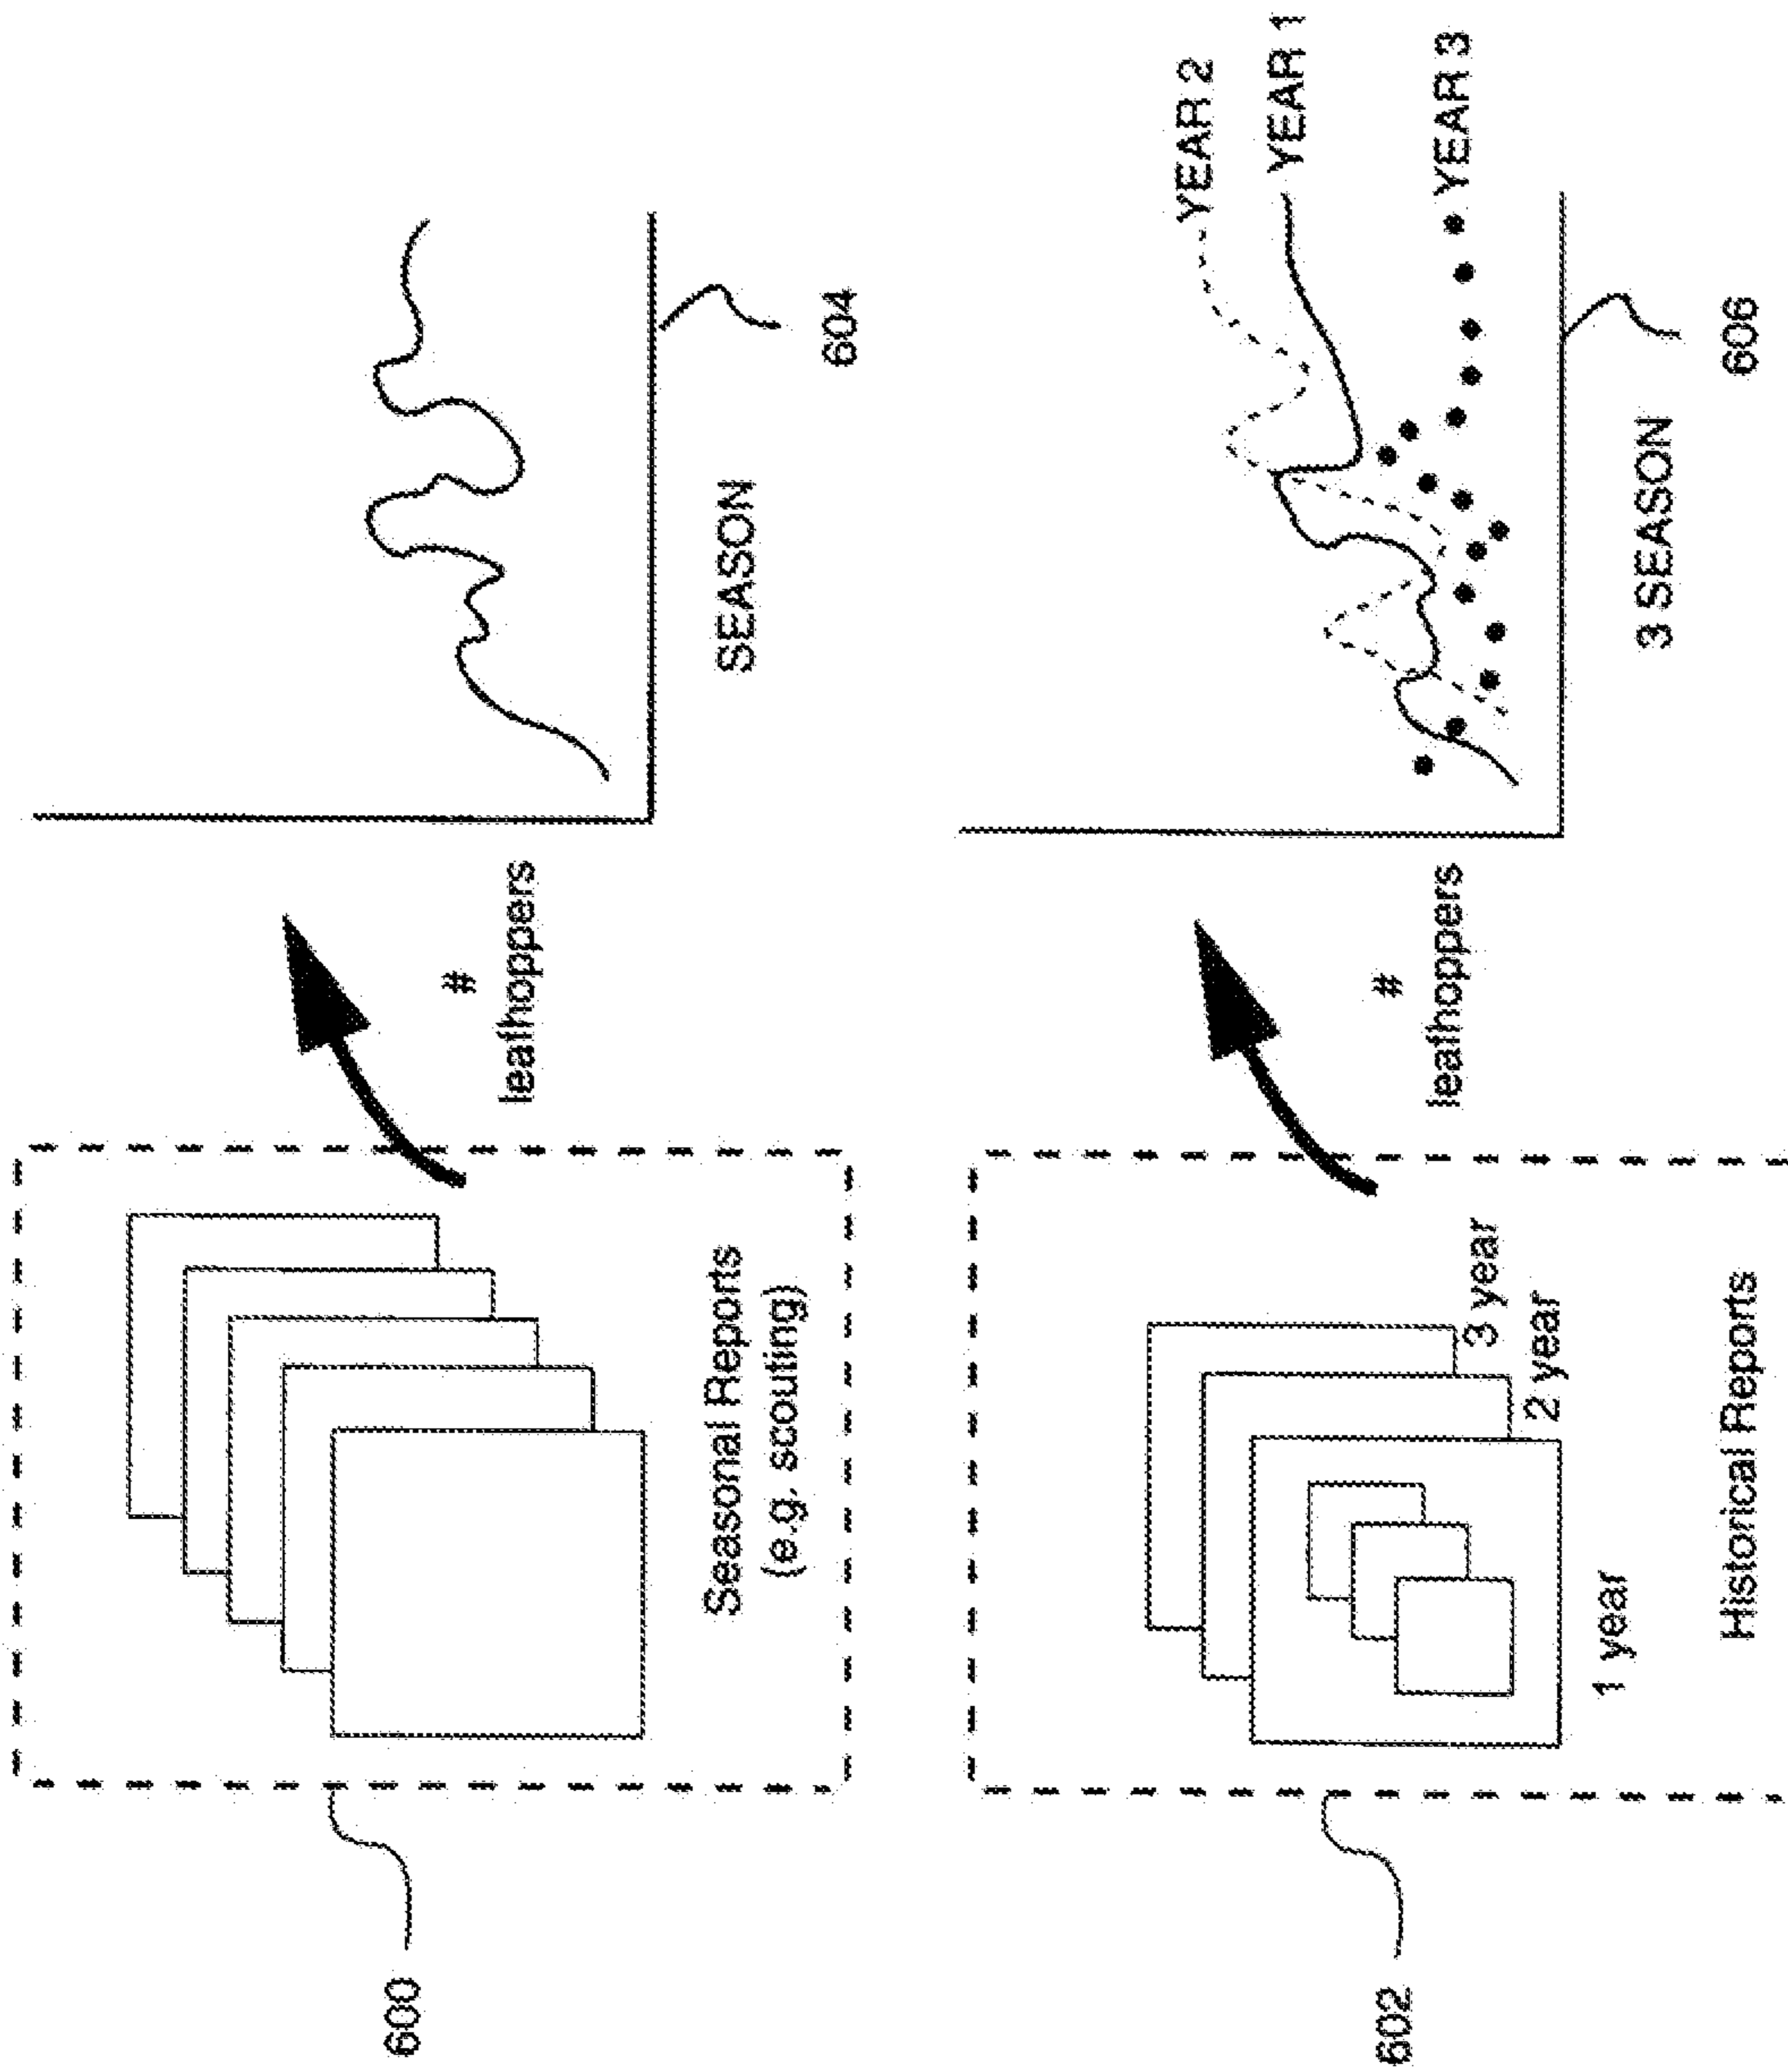 600
Seasonal Reports
(e.g. scouting)
#
leafhoppers
SEASON
604
602
1 year
2 year
3 year
Historical Reports
#
leafhoppers
YEAR 2
YEAR 1
YEAR 3
3 SEASON
606